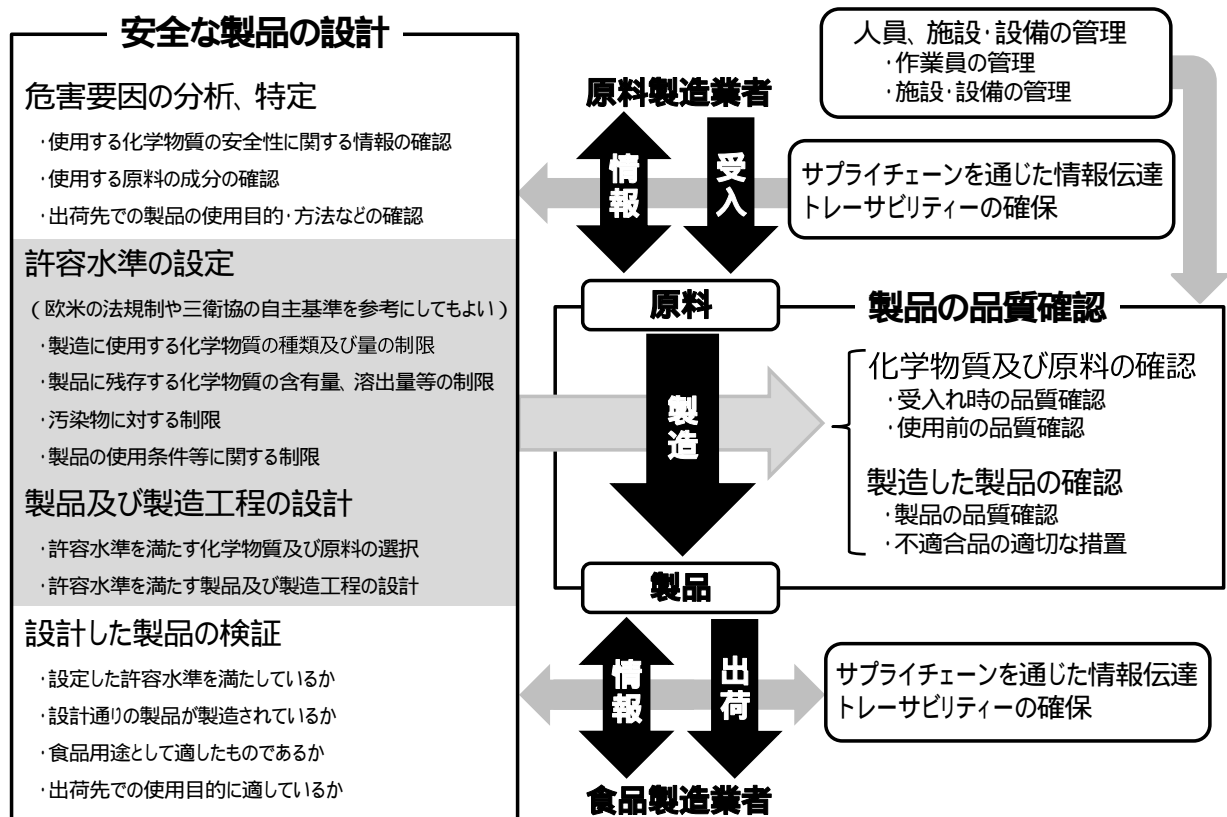 安全な製品の設計
危害要因の分析、特定
・使用する化学物質の安全性に関する情報の確認
・使用する原料の成分の確認
・出荷先での製品の使用目的・方法などの確認
許容水準の設定
(欧米の法規制や三衛協の自主基準を参考にしてもよい)
・製造に使用する化学物質の種類及び量の制限
・製品に残存する化学物質の含有量、溶出量等の制限
・汚染物に対する制限
・製品の使用条件等に関する制限
製品及び製造工程の設計
・許容水準を満たす化学物質及び原料の選択
・許容水準を満たす製品及び製造工程の設計
設計した製品の検証
・設定した許容水準を満たしているか
・設計通りの製品が製造されているか
・食品用途として適したものであるか
・出荷先での使用目的に適しているか
原料製造業者
情報
受入
原料
製造
製品
情報
出荷
食品製造業者
人員、施設・設備の管理
・作業員の管理
・施設・設備の管理
サプライチェーンを通じた情報伝達
トレーサビリティーの確保
製品の品質確認
化学物質及び原料の確認
・受入れ時の品質確認
・使用前の品質確認
製造した製品の確認
・製品の品質確認
・不適合品の適切な措置
サプライチェーンを通じた情報伝達
トレーサビリティーの確保